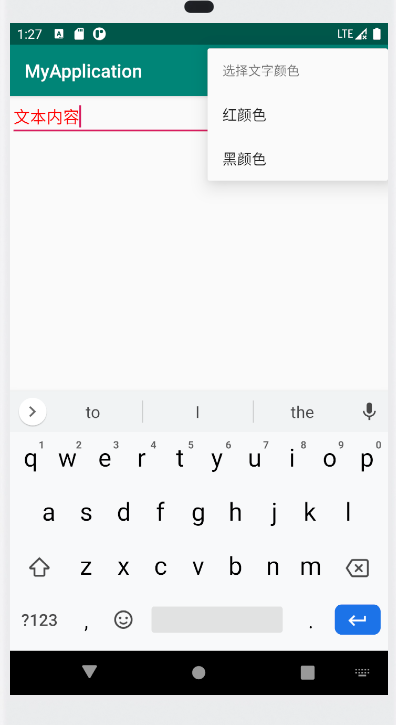 1:27
LTE
MyApplication
选择文字颜色
文本内容
红颜色
黑颜色
to I the
q1 w2 e3 r4 t5 y6 u7 i8 o9 p0
a s d f g h j k l
z x c v b n m
?123 , .